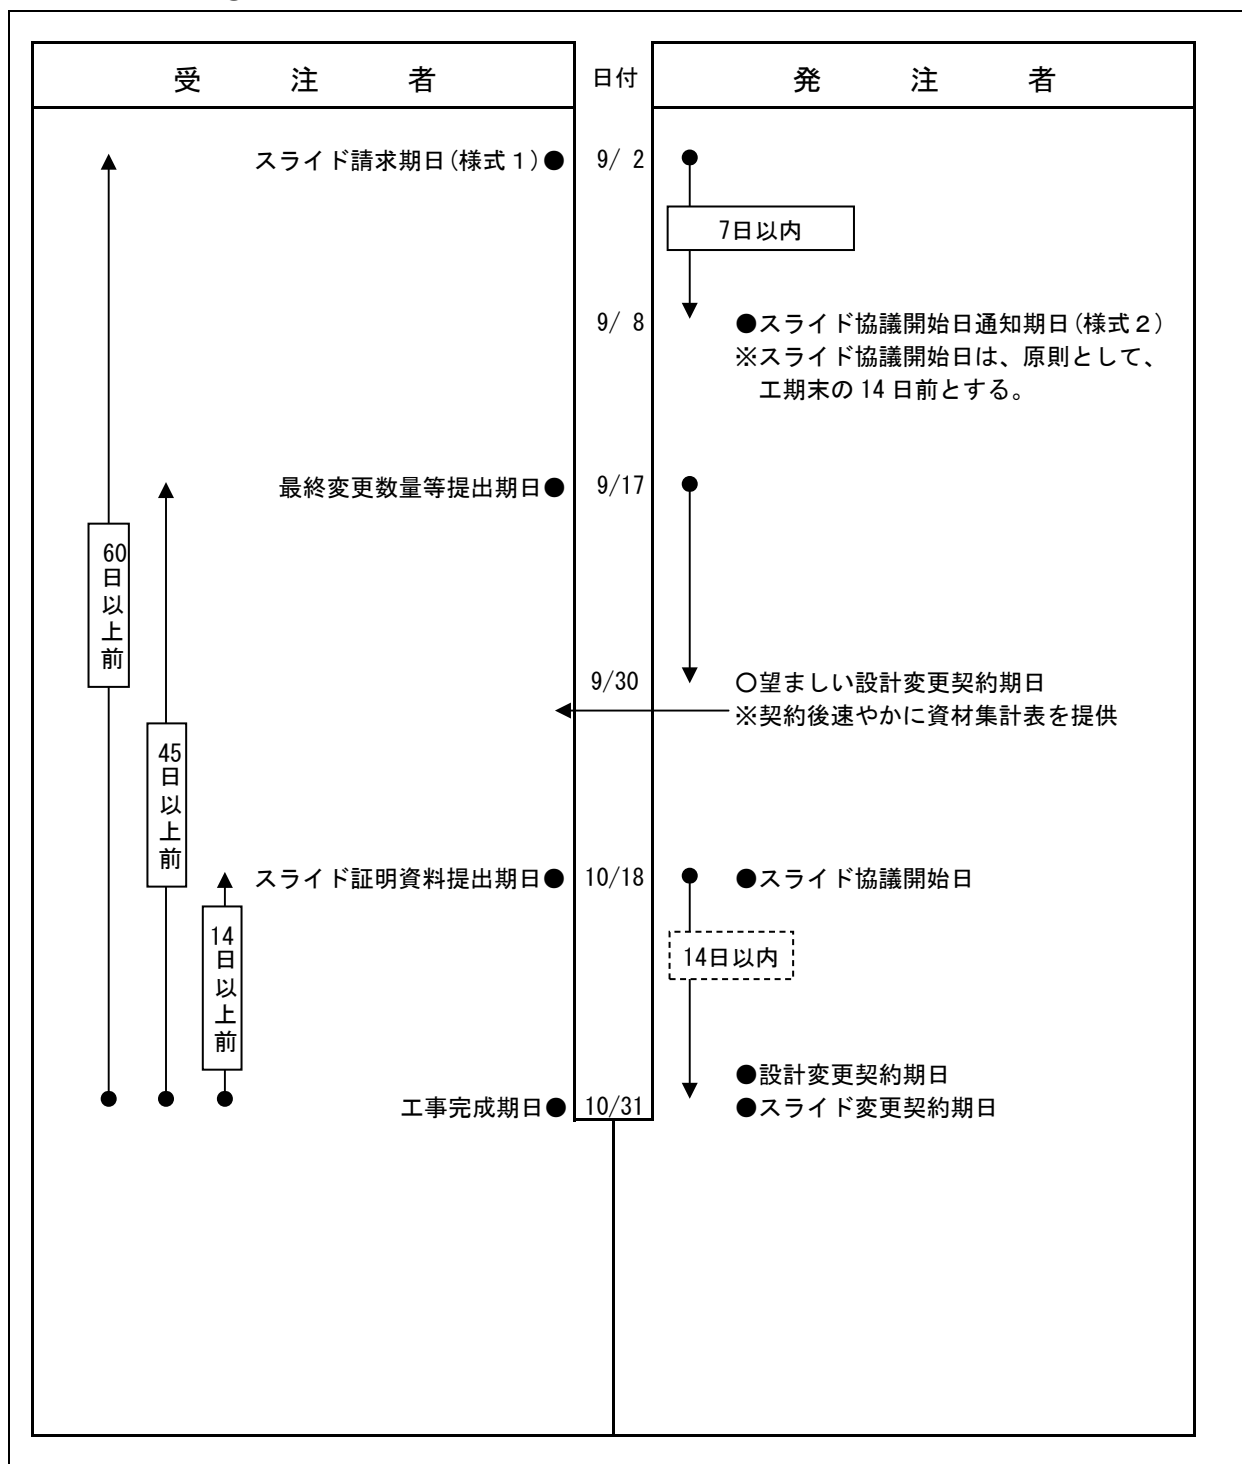 受 注 者 日付 発 注 者
スライド請求期日(様式１)● 9/ 2
7日以内
9/ 8 ●スライド協議開始日通知期日(様式２)
※スライド協議開始日は、原則として、
工期末の 14 日前とする。
最終変更数量等提出期日● 9/17
60日以上前
9/30 ○望ましい設計変更契約期日
※契約後速やかに資材集計表を提供
45日以上前
スライド証明資料提出期日● 10/18 ●スライド協議開始日
14日以上前
14日以内
●設計変更契約期日
工事完成期日● 10/31 ●スライド変更契約期日